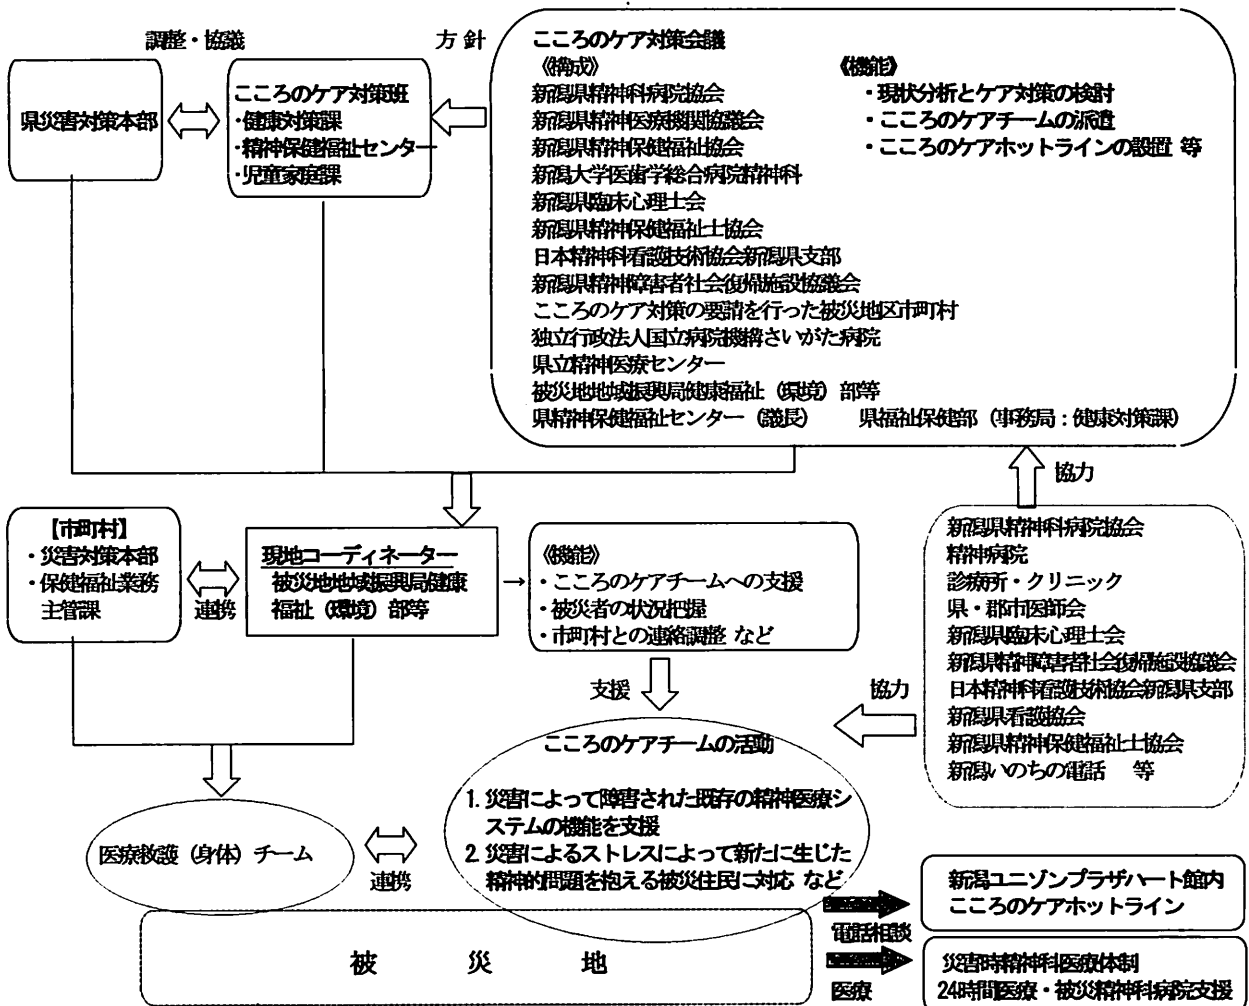 調整・協議
方針
県災害対策本部
こころのケア対策班
・健康対策課
・精神保健福祉センター
・児童家庭課
こころのケア対策会議
《構成》
新潟県精神科病院協会
新潟県精神医療機関協議会
新潟県精神保健福祉協会
新潟大学医歯学総合病院精神科
新潟県臨床心理士会
新潟県精神保健福祉士協会
日本精神科看護技術協会新潟県支部
新潟県精神障害者社会復帰施設協議会
こころのケア対策の要請を行った被災地区市町村
独立行政法人国立病院機構さいがた病院
県立精神医療センター
被災地地域振興局健康福祉（環境）部等
県精神保健福祉センター（議長）　県福祉保健部（事務局：健康対策課）
《機能》
・現状分析とケア対策の検討
・こころのケアチームの派遣
・こころのケアホットラインの設置 等
協力
【市町村】
・災害対策本部
・保健福祉業務
主管課
連携
現地コーディネーター
被災地地域振興局健康
福祉（環境）部等
→
《機能》
・こころのケアチームへの支援
・被災者の状況把握
・市町村との連絡調整 など
新潟県精神科病院協会
精神病院
診療所・クリニック
県・郡市医師会
新潟県臨床心理士会
新潟県精神障害者社会復帰施設協議会
日本精神科看護技術協会新潟県支部
新潟県看護協会
新潟県精神保健福祉士協会
新潟いのちの電話　等
支援
協力
こころのケアチームの活動
1. 災害によって障害された既存の精神医療シ
ステムの機能を支援
2. 災害によるストレスによって新たに生じた
精神的問題を抱える被災住民に対応 など
医療救護（身体）チーム
連携
被災地
電話相談
新潟ユニゾンプラザハート館内
こころのケアホットライン
医療
災害時精神科医療体制
24時間医療・被災精神科病院支援